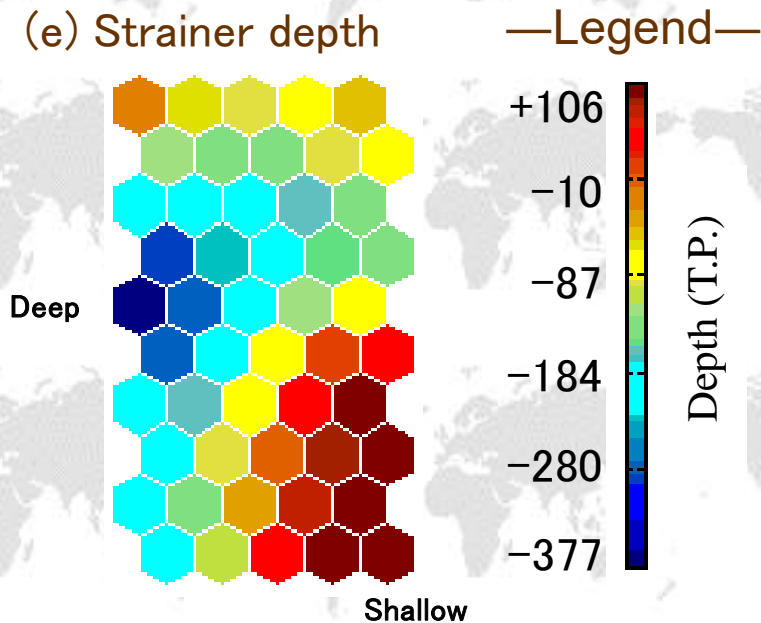 (e) Strainer depth
—Legend—
+106
−10
−87
−184
−280
−377
Depth (T.P.)
Deep
Shallow